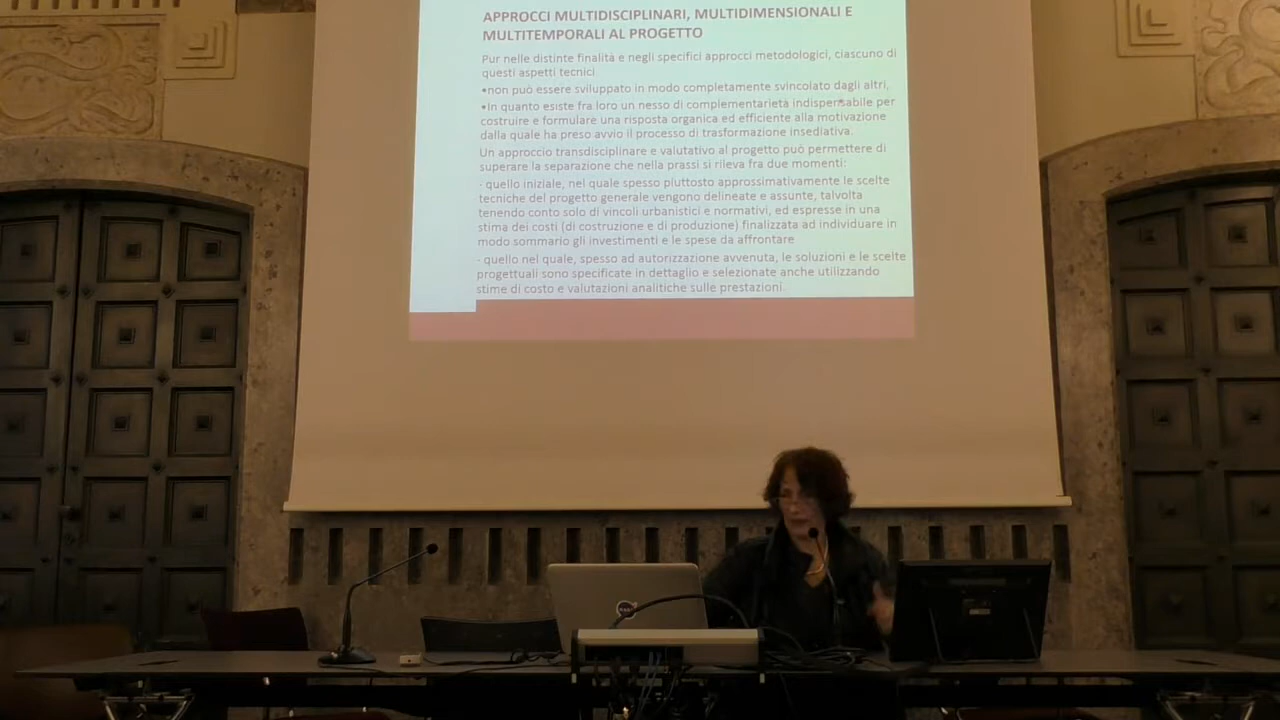 APPROCCI MULTIDISCIPLINARI, MULTIDIMENSIONALI E
MULTITEMPORALI AL PROGETTO
Pur nelle distinte finalità e negli specifici approcci metodologici, ciascuno di
questi aspetti tecnici
•non può essere sviluppato in modo completamente svincolato dagli altri,
•in quanto esiste fra loro un nesso di complementarietà indispensabile per
costruire e formulare una risposta organica ed efficiente alla motivazione
dalla quale ha preso avvio il processo di trasformazione insediativa.
Un approccio transdisciplinare e valutativo al progetto può permettere di
superare la separazione che nella prassi si rileva fra due momenti:
- quello iniziale, nel quale spesso piuttosto approssimativamente le scelte
tecniche del progetto generale vengono delineate e assunte, talvolta
tenendo conto solo di vincoli urbanistici e normativi, ed espresse in una
stima dei costi (di costruzione e di produzione) finalizzata ad individuare in
modo sommario gli investimenti e le spese da affrontare
- quello nel quale, spesso ad autorizzazione avvenuta, le soluzioni e le scelte
progettuali sono specificate in dettaglio e selezionate anche utilizzando
stime di costo e valutazioni analitiche sulle prestazioni